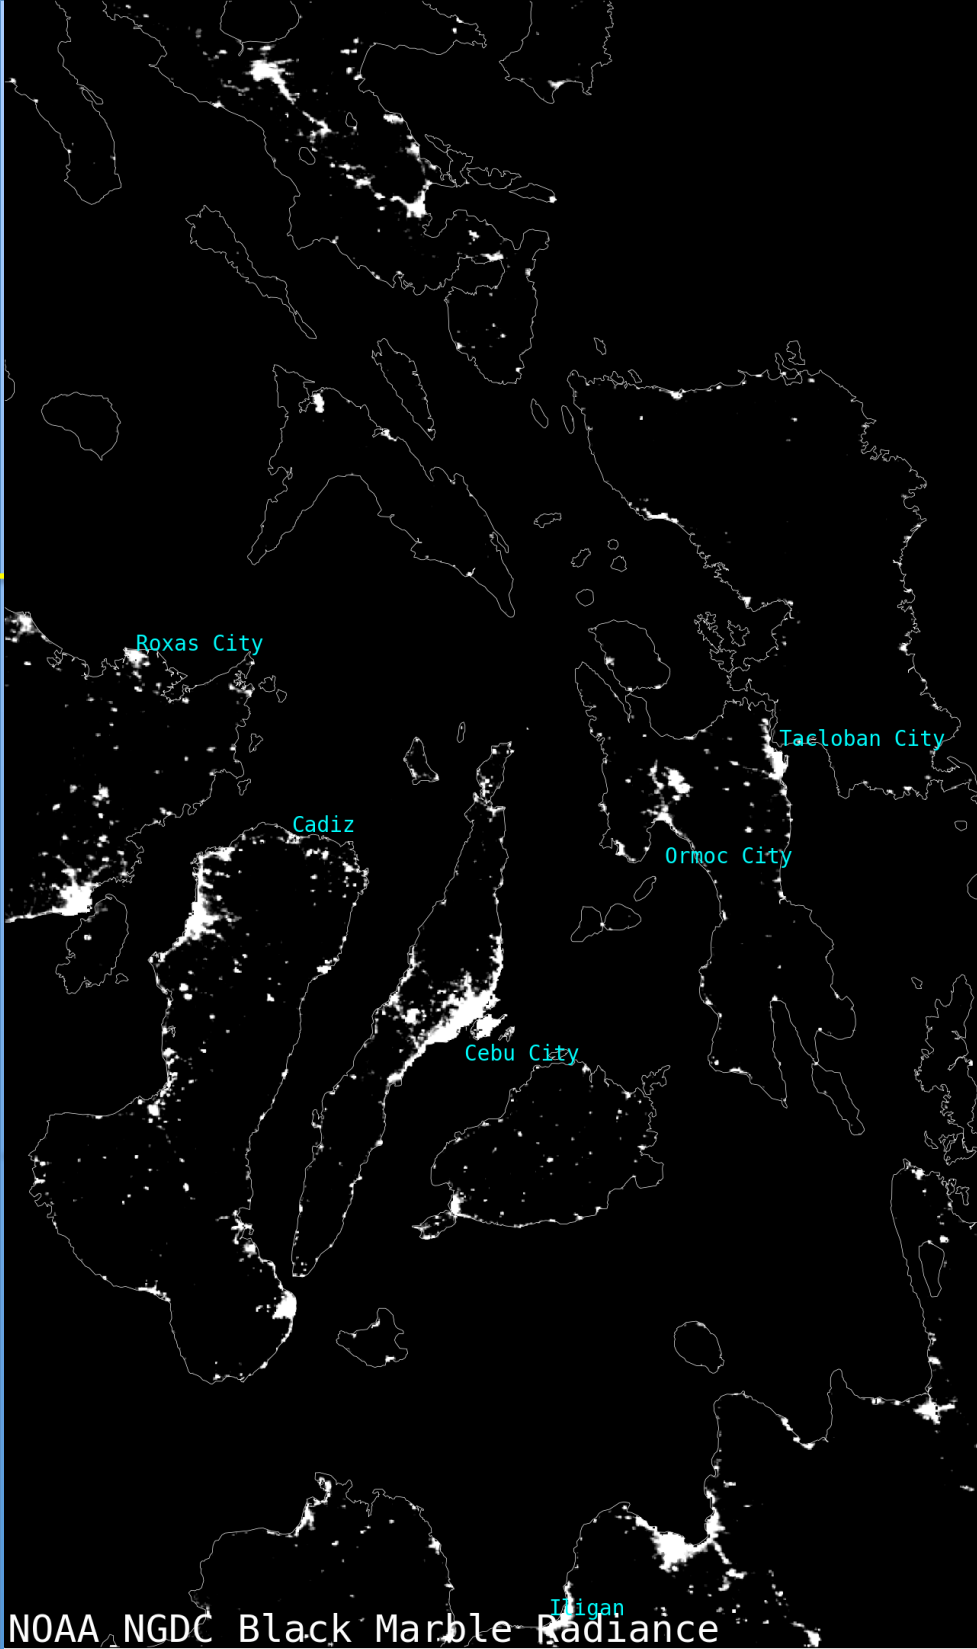 Roxas City
Tacloban City
Cadiz
Ormoc City
Cebu City
Iligan
NOAA NGDC Black Marble Radiance